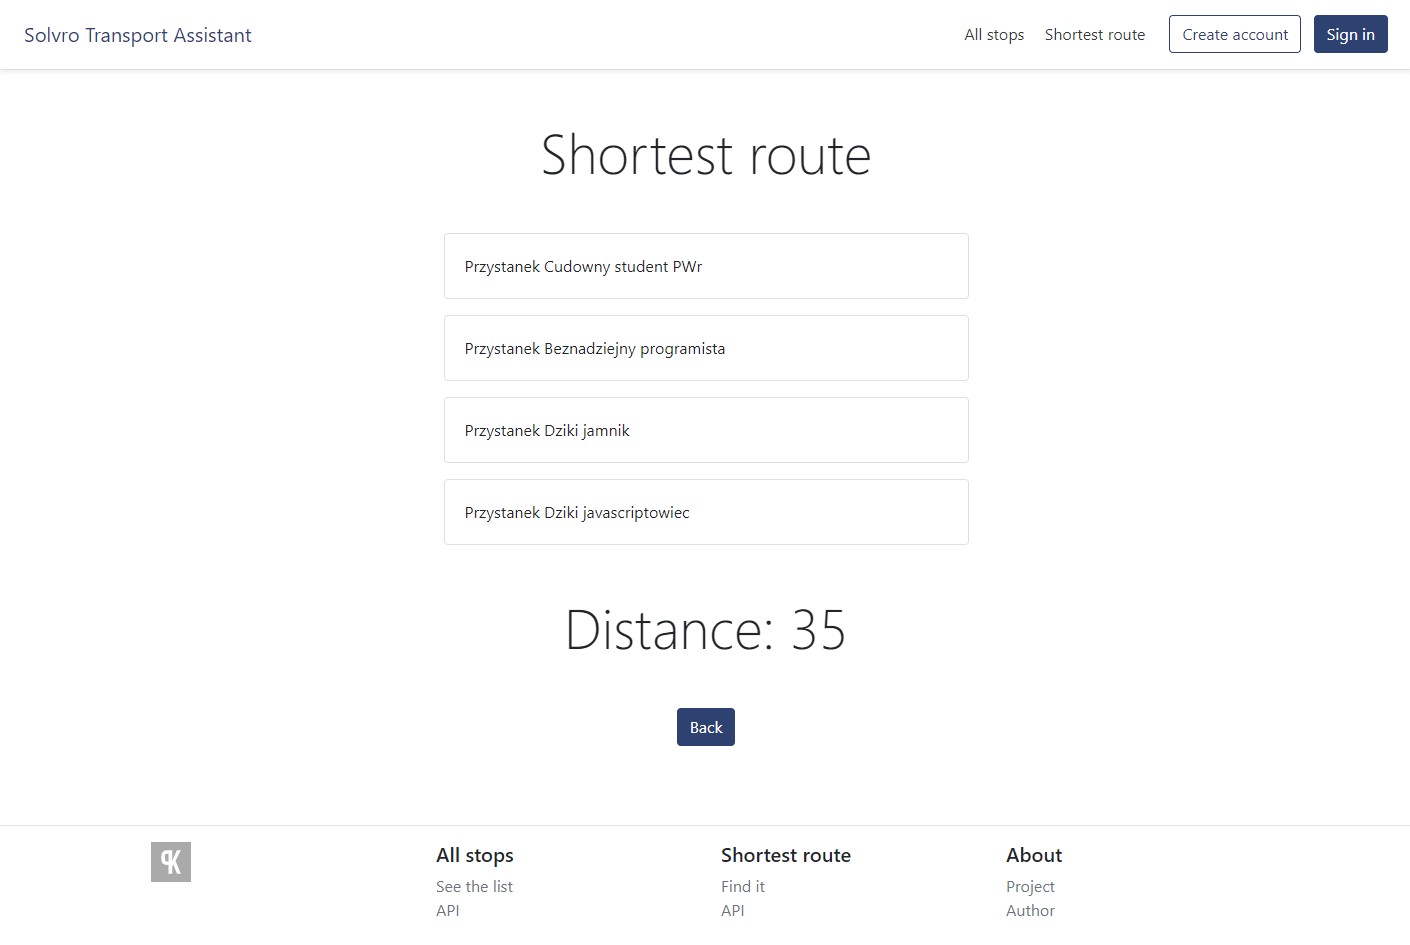 Solvro Transport Assistant
All stops Shortest route Create account Sign in
Shortest route
Przystanek Cudowny student PWr
Przystanek Beznadziejny programista
Przystanek Dziki jamnik
Przystanek Dziki javascriptowiec
Distance: 35
Back
All stops
See the list
API
Shortest route
Find it
API
About
Project
Author